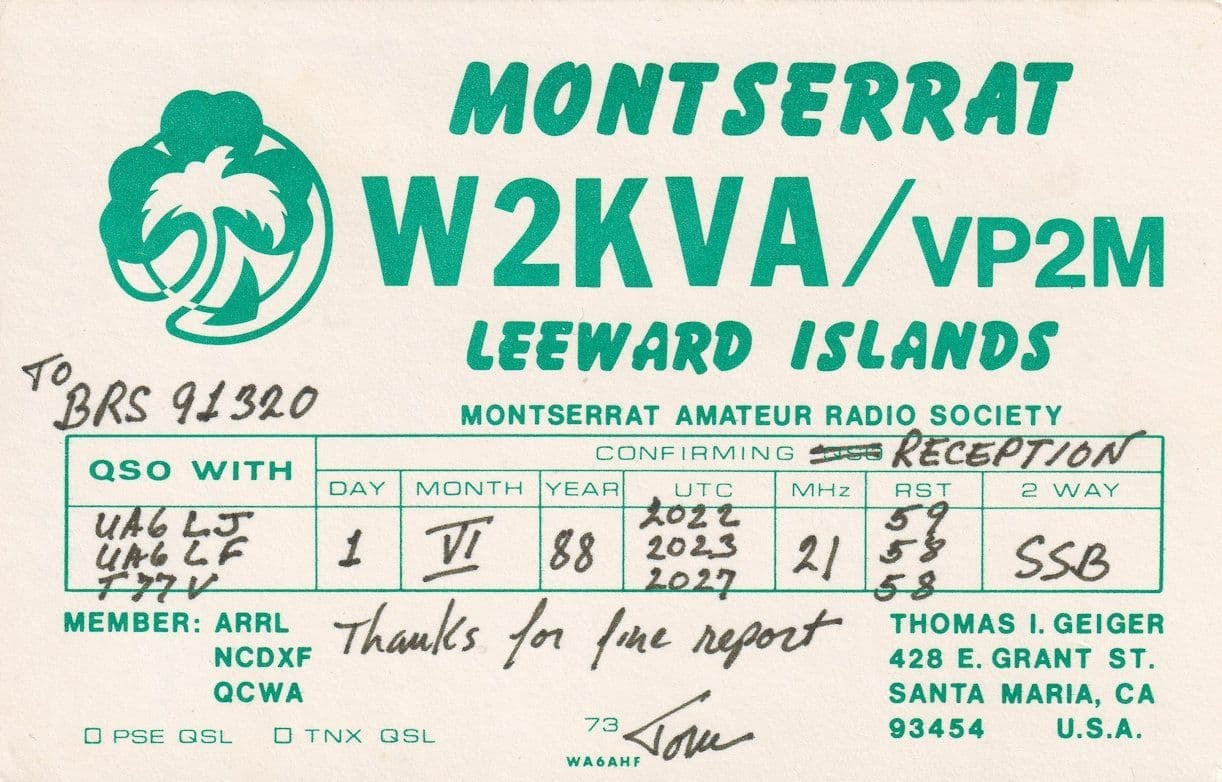 MONTSERRAT
W2KVA/VP2M
LEEWARD ISLANDS
TO BRS 91320
MONTSERRAT AMATEUR RADIO SOCIETY
QSO WITH
CONFIRMING QSO RECEPTION
DAY MONTH YEAR UTC MHz RST 2 WAY
UA6LJ 2022 59
UA6LF 1 VI 88 2023 21 58 SSB
T77V 2027 58
MEMBER: ARRL
NCDXF
QCWA
Thanks for fine report
THOMAS I. GEIGER
428 E. GRANT ST.
SANTA MARIA, CA
93454 U.S.A.
PSE QSL TNX QSL
73 Tom
WA6AHF